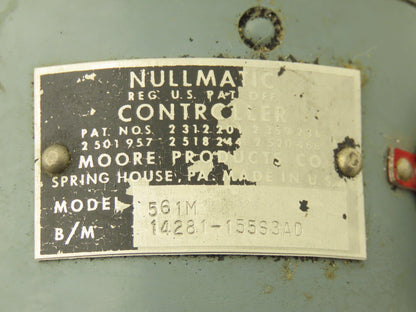 NULLMATIC
REG. U.S. PAT. OFF.
CONTROLLER
PAT. NOS. 2312201
2501957 2518244
MOORE PRODUCTS CO.
SPRING HOUSE, PA. MADE IN U.S.
MODEL 561M
B/M 14281-155S3AD